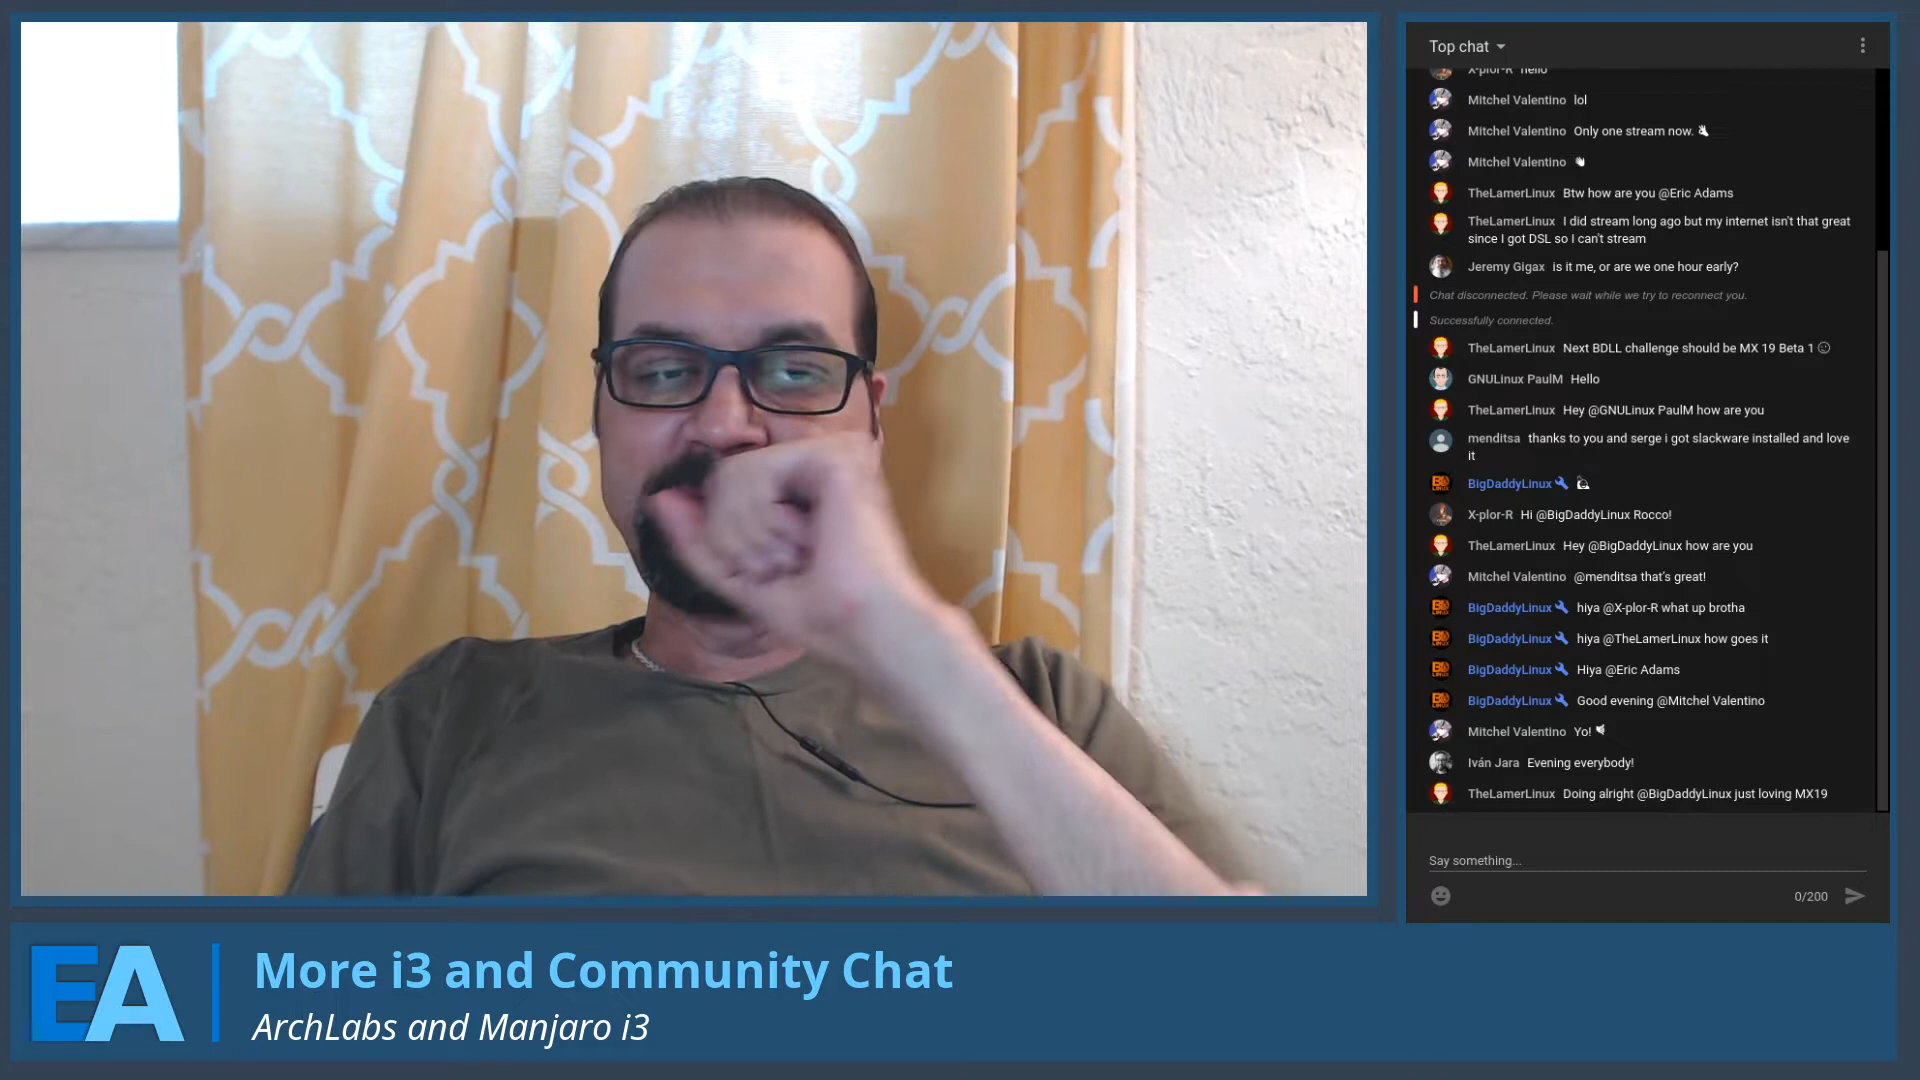 Top chat
X-plor-R hello
Mitchel Valentino lol
Mitchel Valentino Only one stream now.
Mitchel Valentino
TheLamerLinux Btw how are you @Eric Adams
TheLamerLinux I did stream long ago but my internet isn't that great
since I got DSL so I can't stream
Jeremy Gigax is it me, or are we one hour early?
Chat disconnected. Please wait while we try to reconnect you.
Successfully connected.
TheLamerLinux Next BDLL challenge should be MX 19 Beta 1
GNULinux PaulM Hello
TheLamerLinux Hey @GNULinux PaulM how are you
menditsa thanks to you and serge i got slackware installed and love
it
BigDaddyLinux
X-plor-R Hi @BigDaddyLinux Rocco!
TheLamerLinux Hey @BigDaddyLinux how are you
Mitchel Valentino @menditsa that's great!
BigDaddyLinux hiya @X-plor-R what up brotha
BigDaddyLinux hiya @TheLamerLinux how goes it
BigDaddyLinux Hiya @Eric Adams
BigDaddyLinux Good evening @Mitchel Valentino
Mitchel Valentino Yo!
Iván Jara Evening everybody!
TheLamerLinux Doing alright @BigDaddyLinux just loving MX19
Say something...
0/200
EA
More i3 and Community Chat
ArchLabs and Manjaro i3